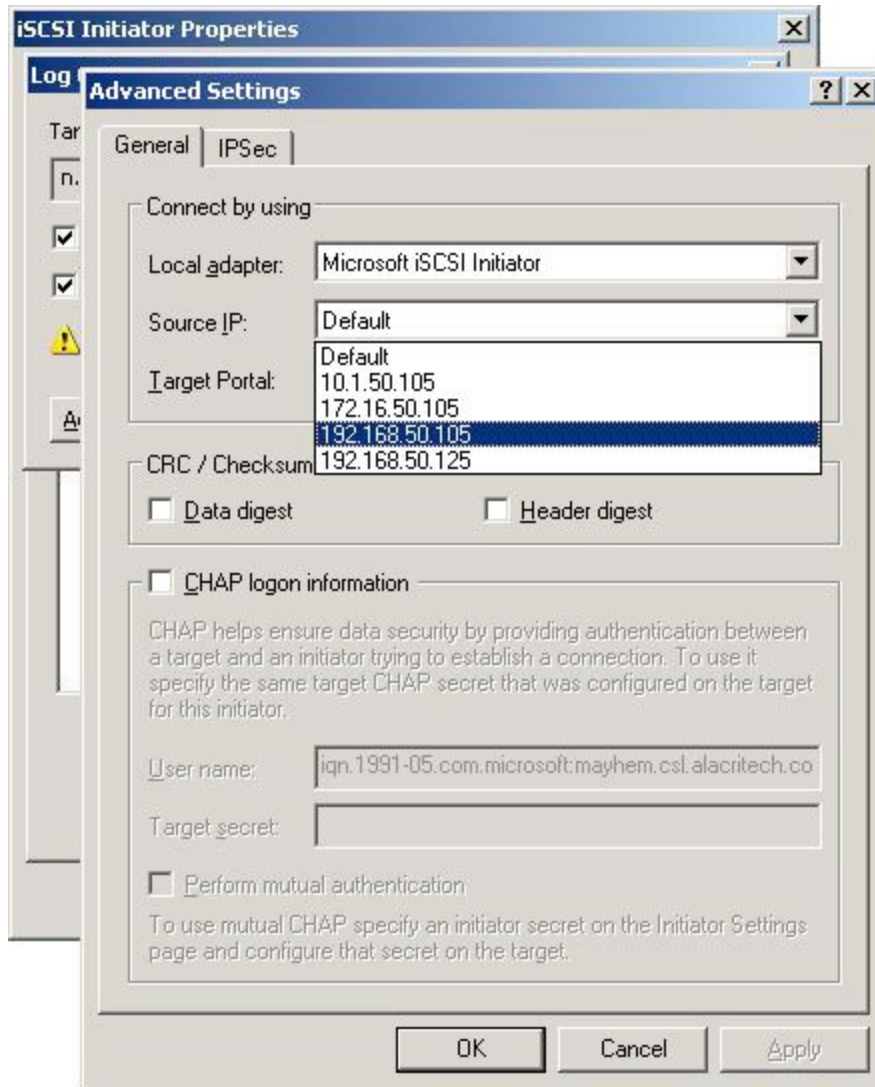 iSCSI Initiator Properties
Log
Advanced Settings
Tar
n.
General
IPSec
Connect by using
Local adapter:
Microsoft iSCSI Initiator
Source IP:
Default
Default
10.1.50.105
172.16.50.105
192.168.50.105
192.168.50.125
Target Portal:
CRC / Checksum
Data digest
Header digest
CHAP logon information
CHAP helps ensure data security by providing authentication between
a target and an initiator trying to establish a connection. To use it
specify the same target CHAP secret that was configured on the target
for this initiator.
User name:
iqn.1991-05.com.microsoft:mayhem.csl.alacritech.co
Target secret:
Perform mutual authentication
To use mutual CHAP specify an initiator secret on the Initiator Settings
page and configure that secret on the target.
OK
Cancel
Apply